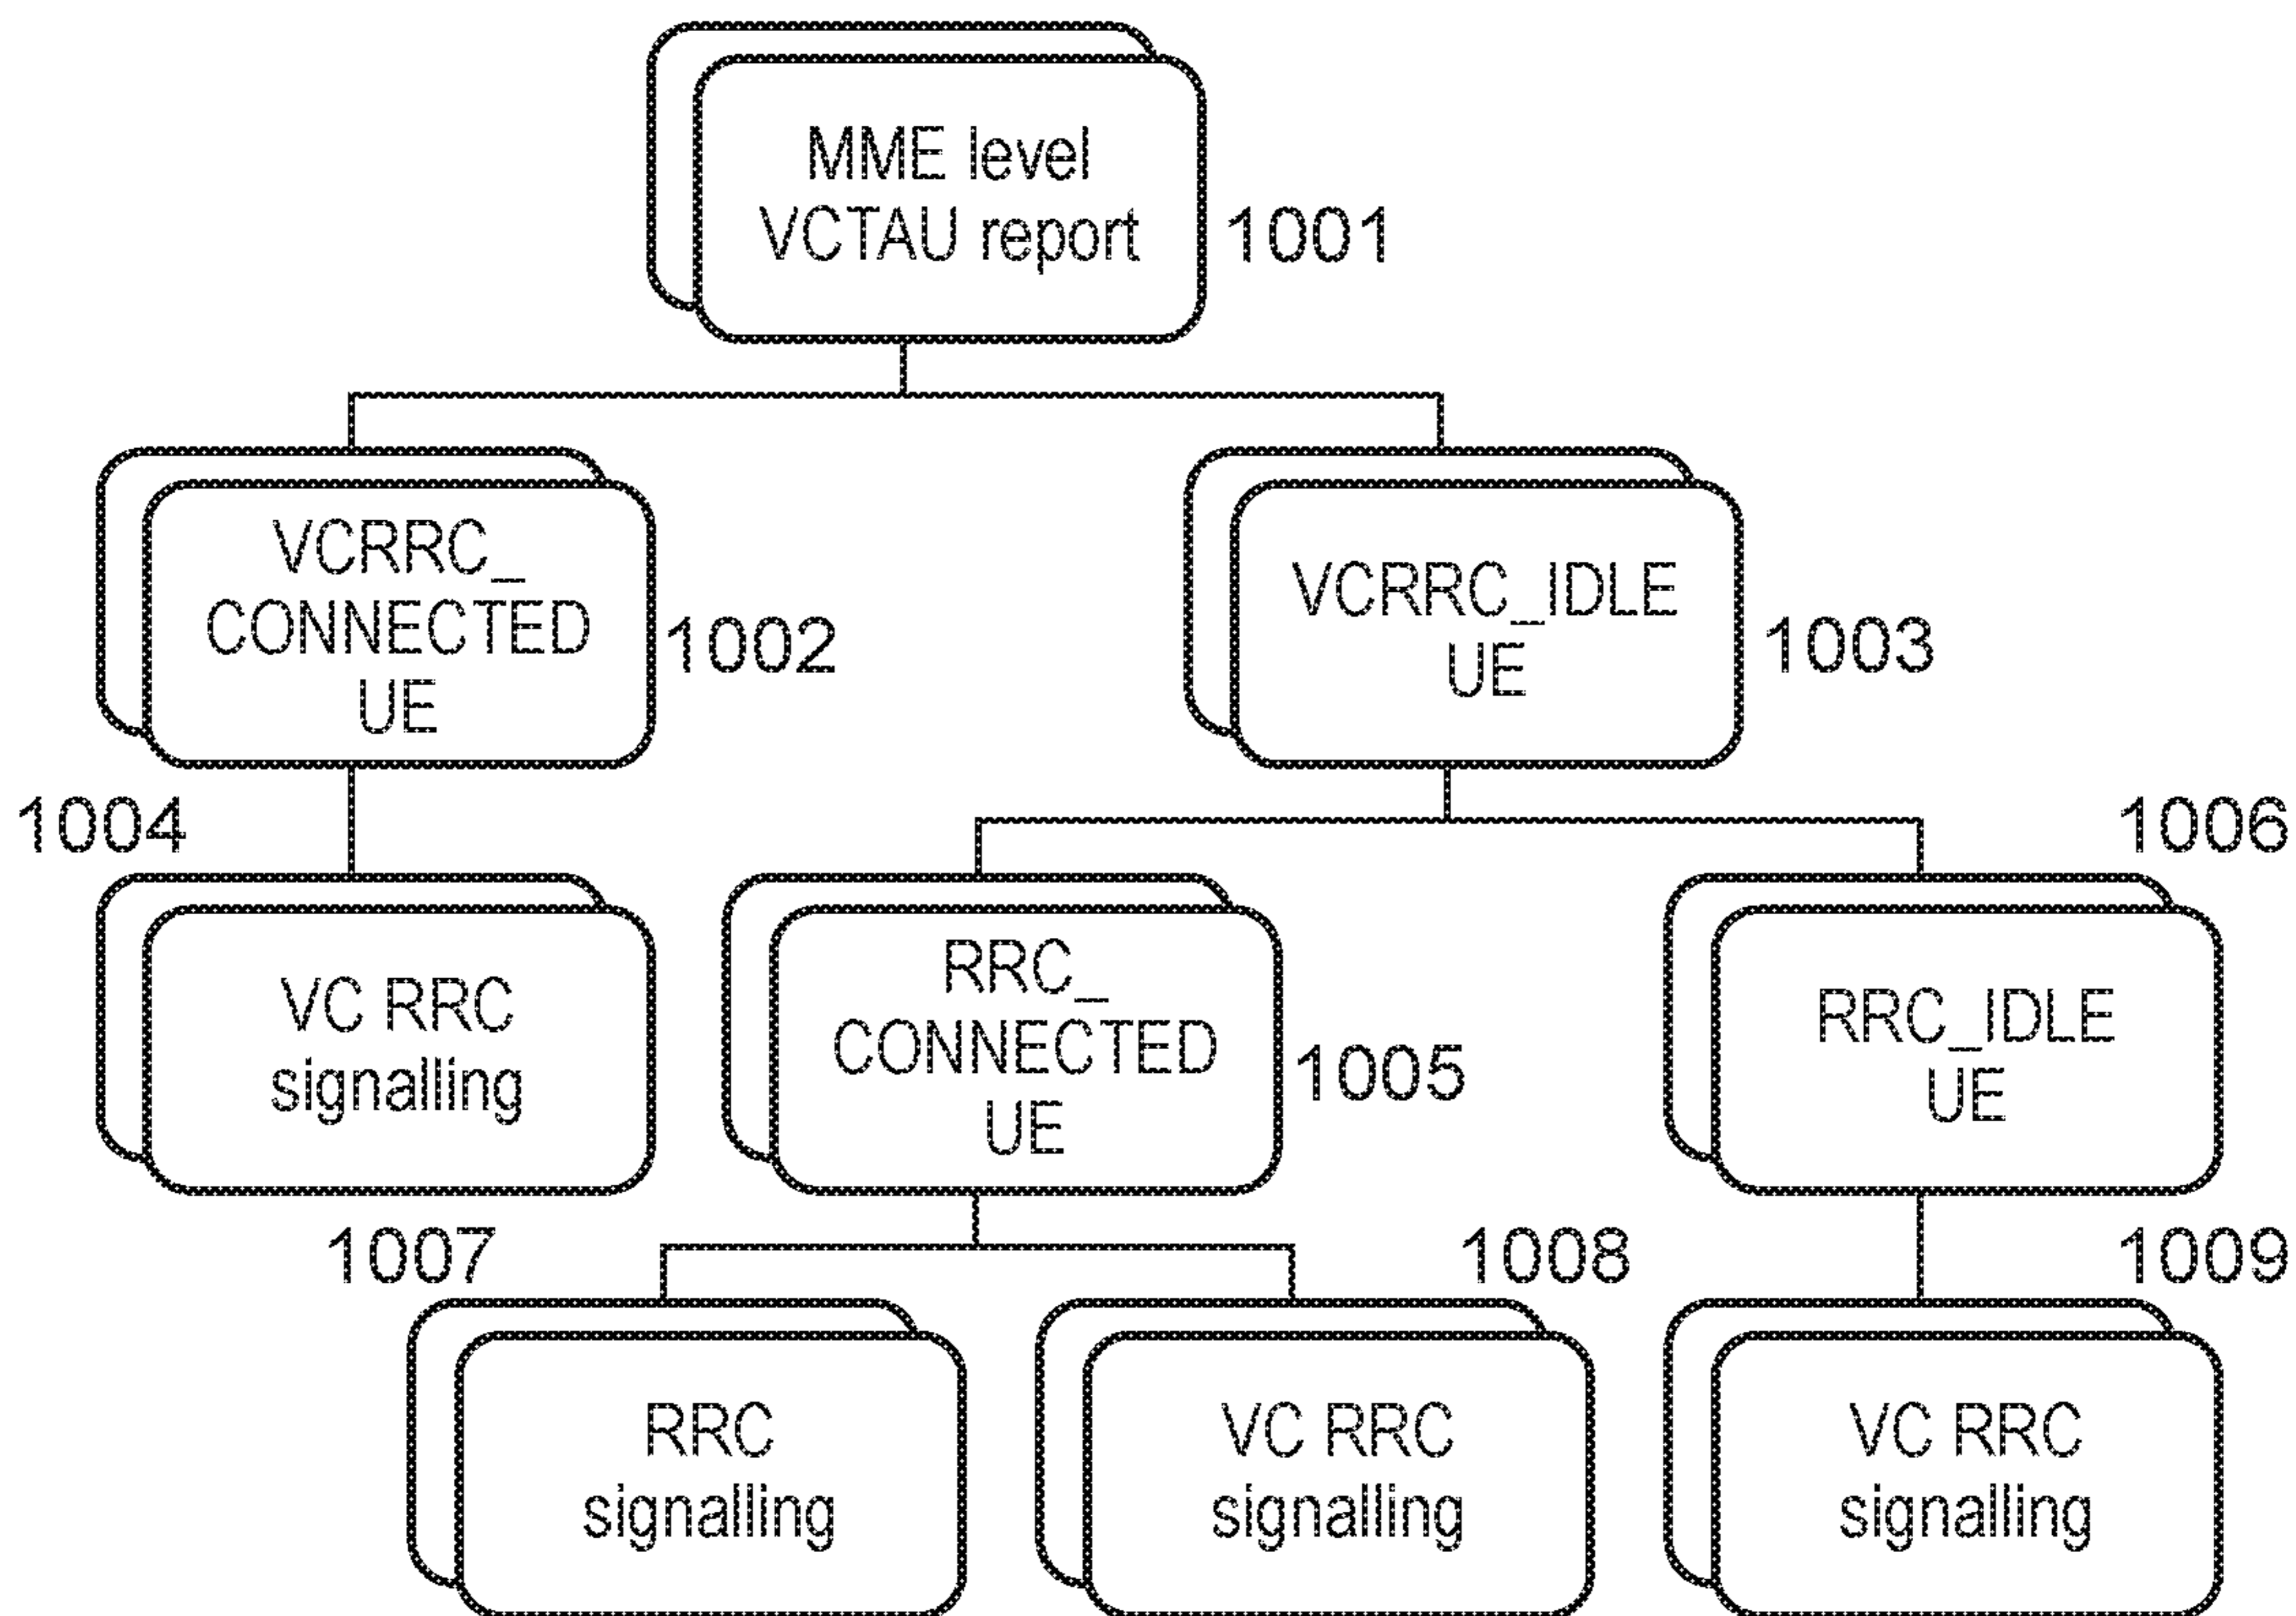 MME level
VCTAU report
1001
VCRRC_
CONNECTED
UE
1002
VCRRC_IDLE
UE
1003
1004
VC RRC
signalling
RRC_
CONNECTED
UE
1005
1006
RRC_IDLE
UE
1007
RRC
signalling
1008
VC RRC
signalling
1009
VC RRC
signalling